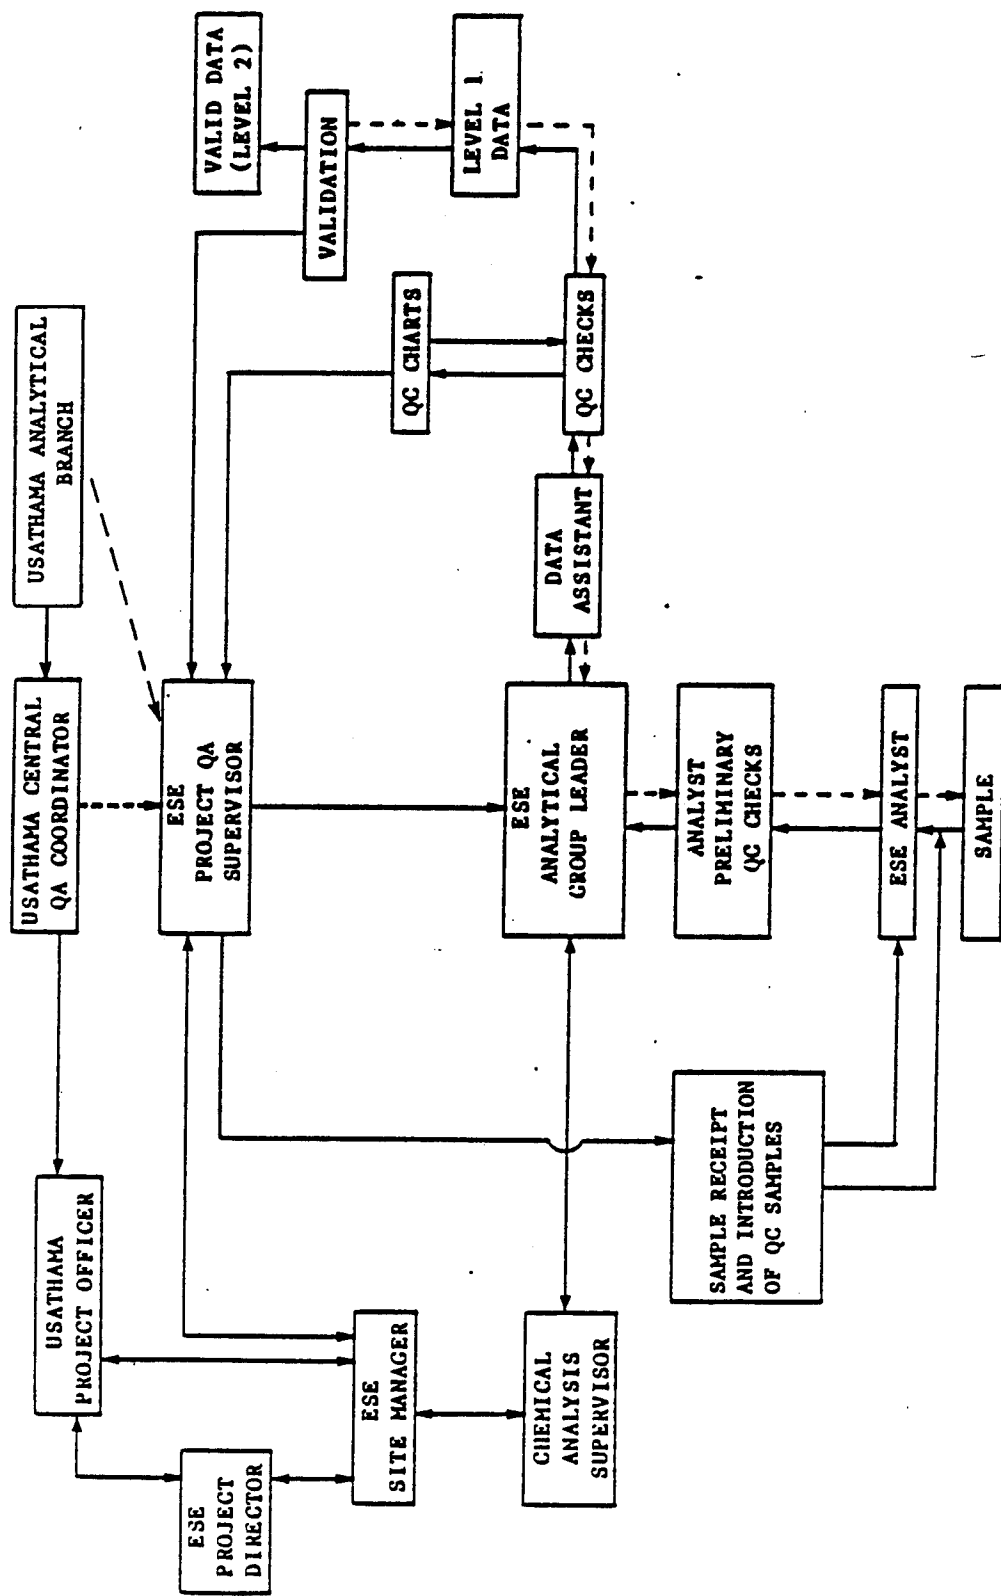 USATHAMA ANALYTICAL
BRANCH
USATHAMA CENTRAL
QA COORDINATOR
USATHAMA
PROJECT OFFICER
ESE
PROJECT
DIRECTOR
ESE
PROJECT QA
SUPERVISOR
VALID DATA
(LEVEL 2)
VALIDATION
ESE
SITE MANAGER
QC CHARTS
LEVEL 1
DATA
CHEMICAL
ANALYSIS
SUPERVISOR
ESE
ANALYTICAL
GROUP LEADER
DATA
ASSISTANT
QC CHECKS
SAMPLE RECEIPT
AND INTRODUCTION
OF QC SAMPLES
ANALYST
PRELIMINARY
QC CHECKS
ESE ANALYST
SAMPLE